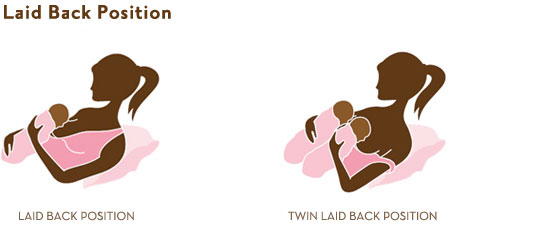 Laid Back Position
LAID BACK POSITION
TWIN LAID BACK POSITION